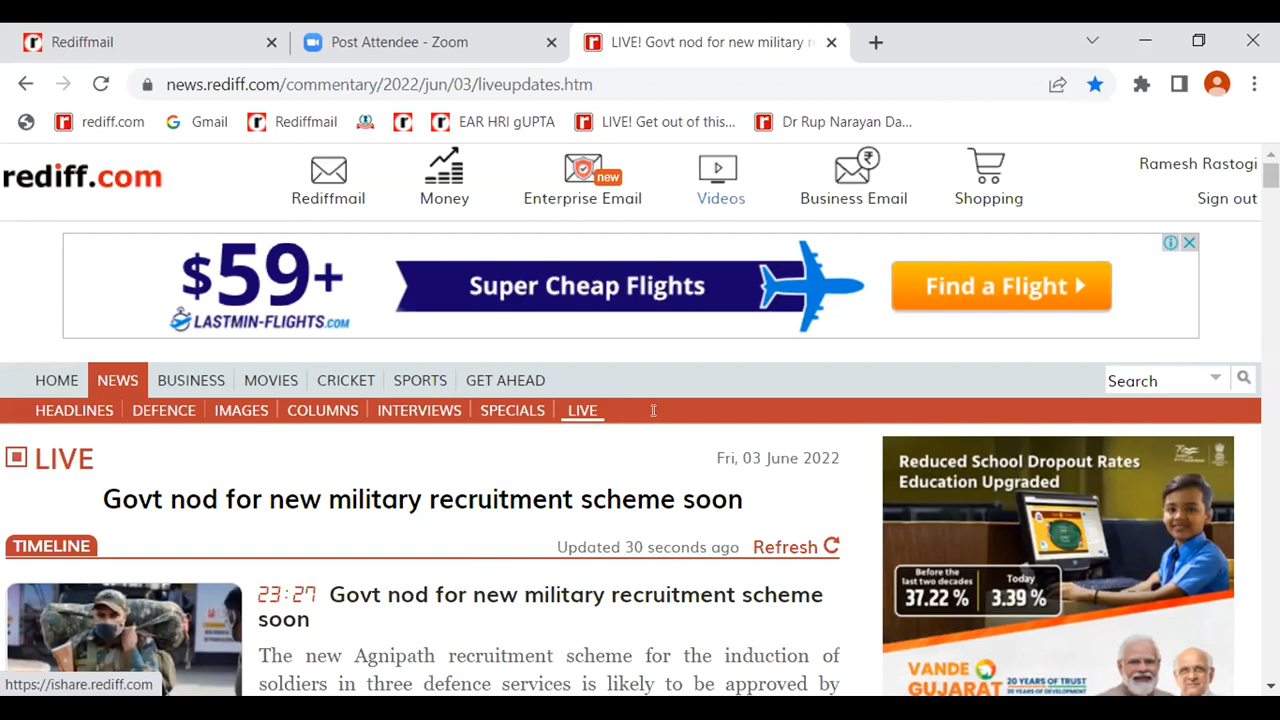 Rediffmail
Post Attendee - Zoom
LIVE! Govt nod for new military r
news.rediff.com/commentary/2022/jun/03/liveupdates.htm
rediff.com
Gmail
Rediffmail
EAR HRI gUPTA
LIVE! Get out of this...
Dr Rup Narayan Da...
rediff.com
Rediffmail
Money
new
Enterprise Email
Videos
Business Email
Shopping
Ramesh Rastogi
Sign out
$59+
LASTMIN-FLIGHTS.COM
Super Cheap Flights
Find a Flight
HOME NEWS BUSINESS MOVIES CRICKET SPORTS GET AHEAD
Search
HEADLINES DEFENCE IMAGES COLUMNS INTERVIEWS SPECIALS LIVE
LIVE
Fri, 03 June 2022
Govt nod for new military recruitment scheme soon
TIMELINE
Updated 30 seconds ago Refresh
23:27 Govt nod for new military recruitment scheme
soon
The new Agnipath recruitment scheme for the induction of
soldiers in three defence services is likely to be approved by
https://ishare.rediff.com
Reduced School Dropout Rates
Education Upgraded
Before the
last two decades
37.22 %
Today
3.39 %
VANDE
GUJARAT
20 YEARS OF TRUST
20 YEARS OF DEVELOPMENT